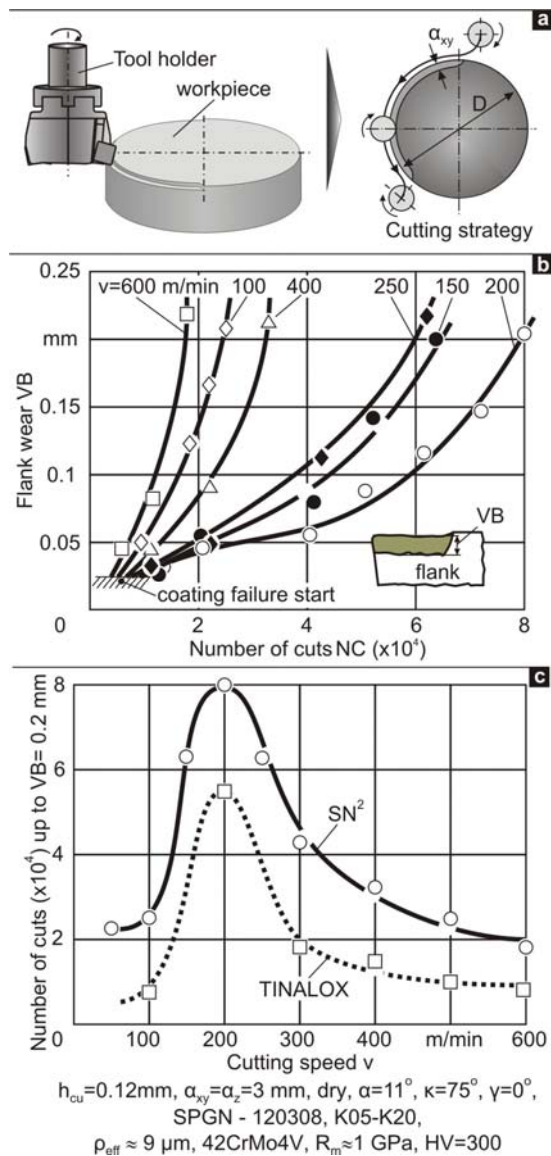 a
Tool holder
workpiece
αxy
D
Cutting strategy
b
0.25
v=600 m/min
100
400
250
150
200
mm
Flank wear VB
0.15
0.1
0.05
VB
flank
coating failure start
0
2
4
6
8
Number of cuts NC (x10⁴)
c
8
Number of cuts (x10⁴) up to VB= 0.2 mm
6
SN²
4
2
TINALOX
0
100
200
300
400
m/min
600
Cutting speed v
hcu=0.12mm, αxy=αz=3 mm, dry, α=11°, κ=75°, γ=0°,
SPGN - 120308, K05-K20,
ρeff ≈ 9 μm, 42CrMo4V, Rm≈1 GPa, HV=300